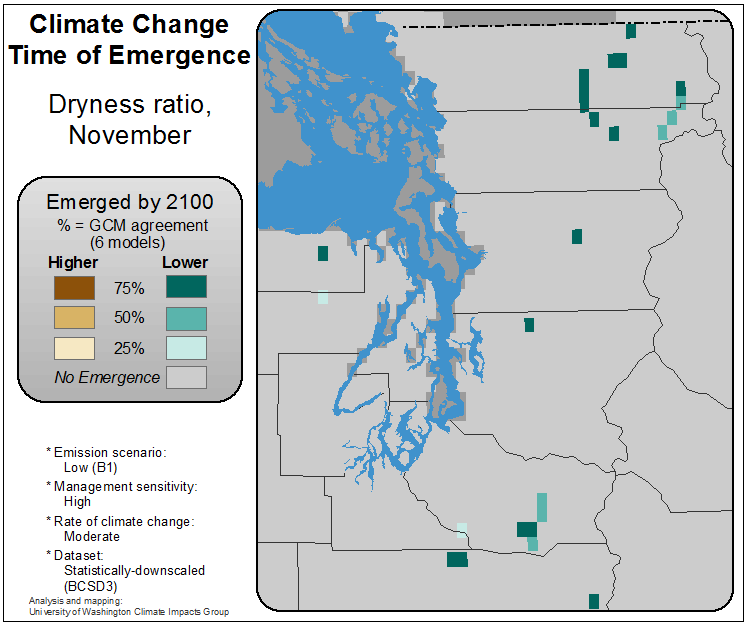 Climate Change
Time of Emergence
Dryness ratio,
November
Emerged by 2100
% = GCM agreement
(6 models)
Higher Lower
75%
50%
25%
No Emergence
* Emission scenario:
Low (B1)
* Management sensitivity:
High
* Rate of climate change:
Moderate
* Dataset:
Statistically-downscaled
(BCSD3)
Analysis and mapping:
University of Washington Climate Impacts Group